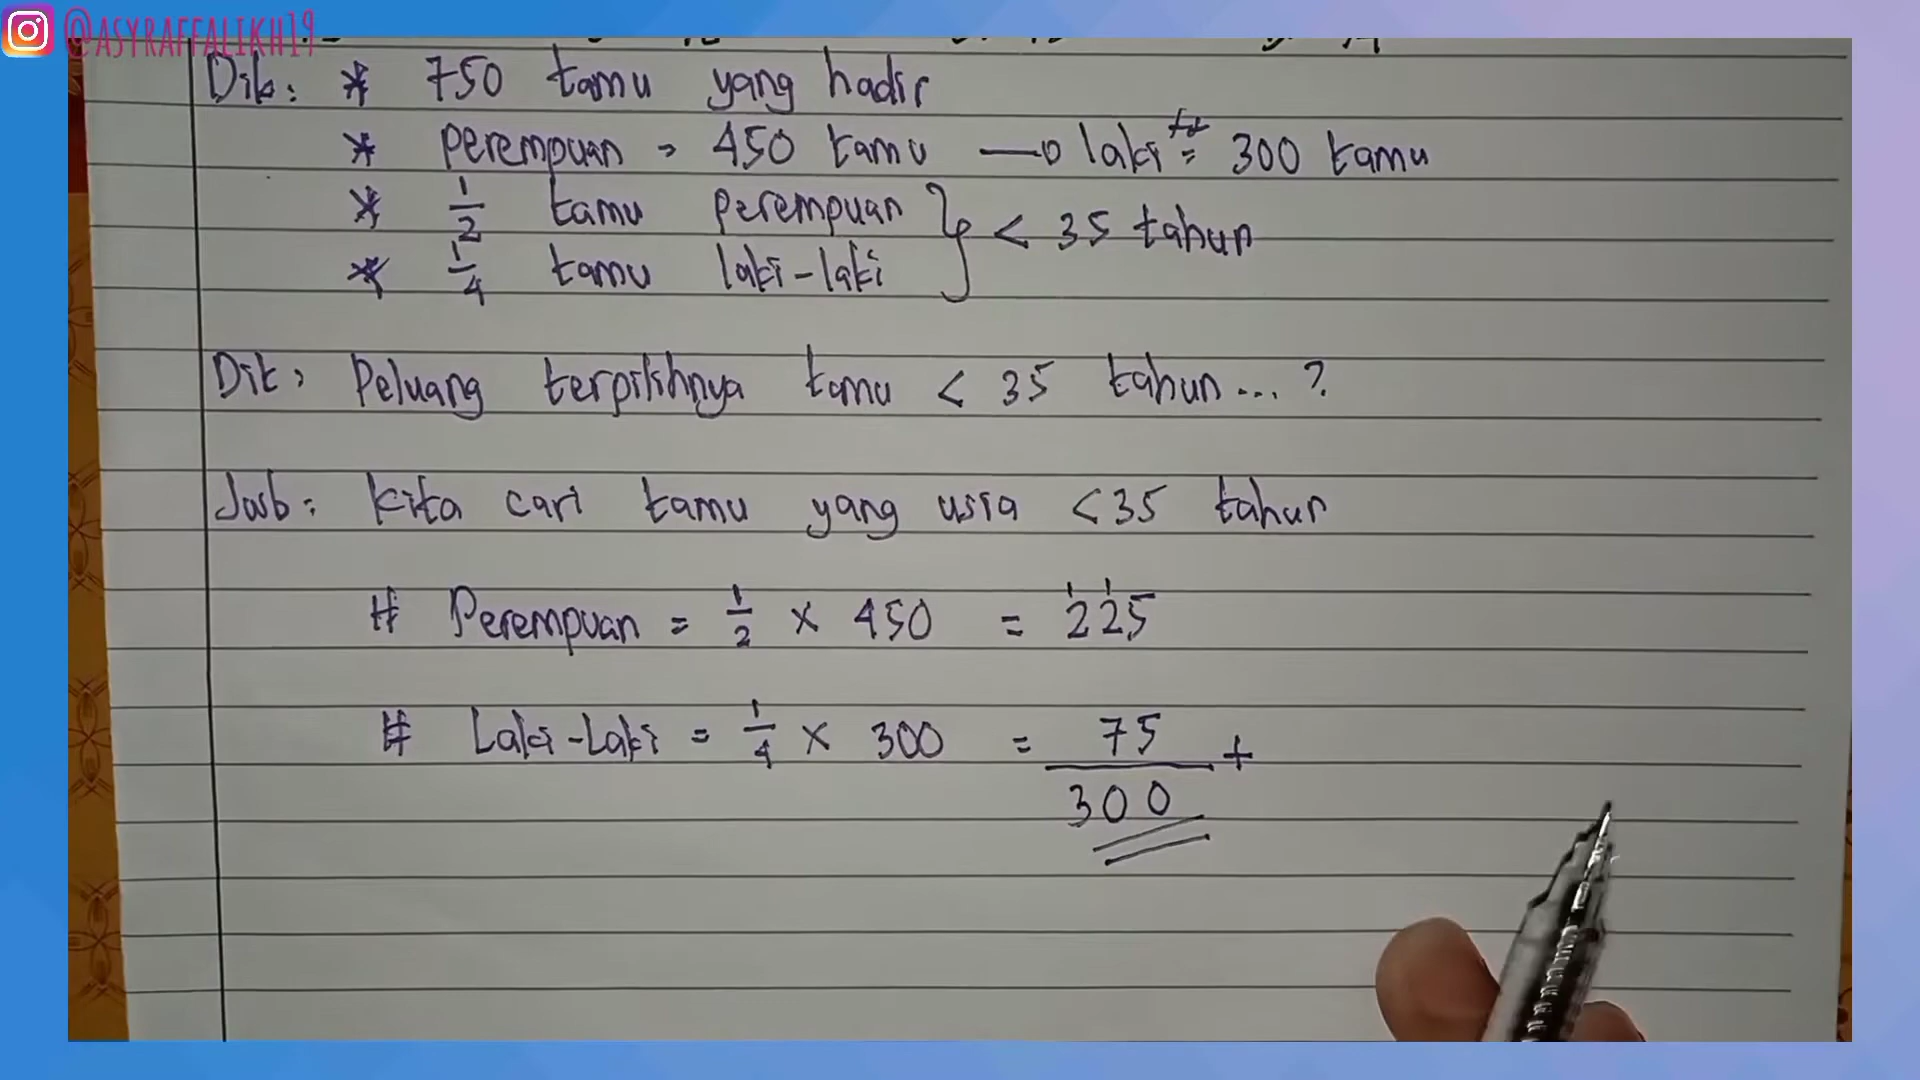 @ASYRAFFALIKH19
Dik: * 750 tamu yang hadir
* perempuan = 450 tamu → laki² = 300 tamu
* 1/2 tamu perempuan } < 35 tahun
* 1/4 tamu laki-laki
Dit: Peluang terpilihnya tamu < 35 tahun...?
Jwb: Kita cari tamu yang usia < 35 tahun
# Perempuan = 1/2 × 450 = 225
# Laki-Laki = 1/4 × 300 = 75 +
300